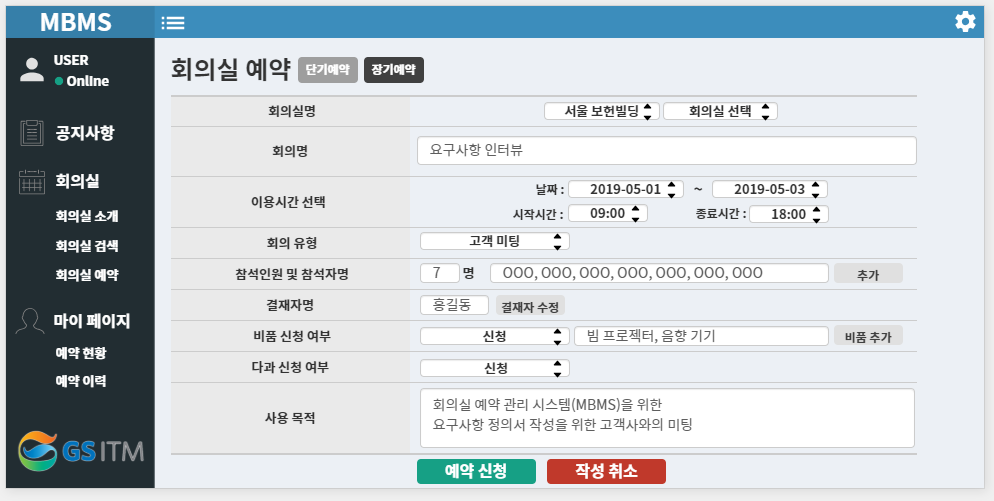 MBMS
USER
Online
공지사항
회의실
회의실 소개
회의실 검색
회의실 예약
마이 페이지
예약 현황
예약 이력
GS ITM
회의실 예약 단기예약 장기예약
회의실명 서울 보헌빌딩 회의실 선택
회의명 요구사항 인터뷰
이용시간 선택 날짜 : 2019-05-01 ~ 2019-05-03
시작시간 : 09:00 종료시간 : 18:00
회의 유형 고객 미팅
참석인원 및 참석자명 7 명 OOO, OOO, OOO, OOO, OOO, OOO, OOO 추가
결재자명 홍길동 결재자 수정
비품 신청 여부 신청 빔 프로젝터, 음향 기기 비품 추가
다과 신청 여부 신청
사용 목적 회의실 예약 관리 시스템(MBMS)을 위한
요구사항 정의서 작성을 위한 고객사와의 미팅
예약 신청 작성 취소